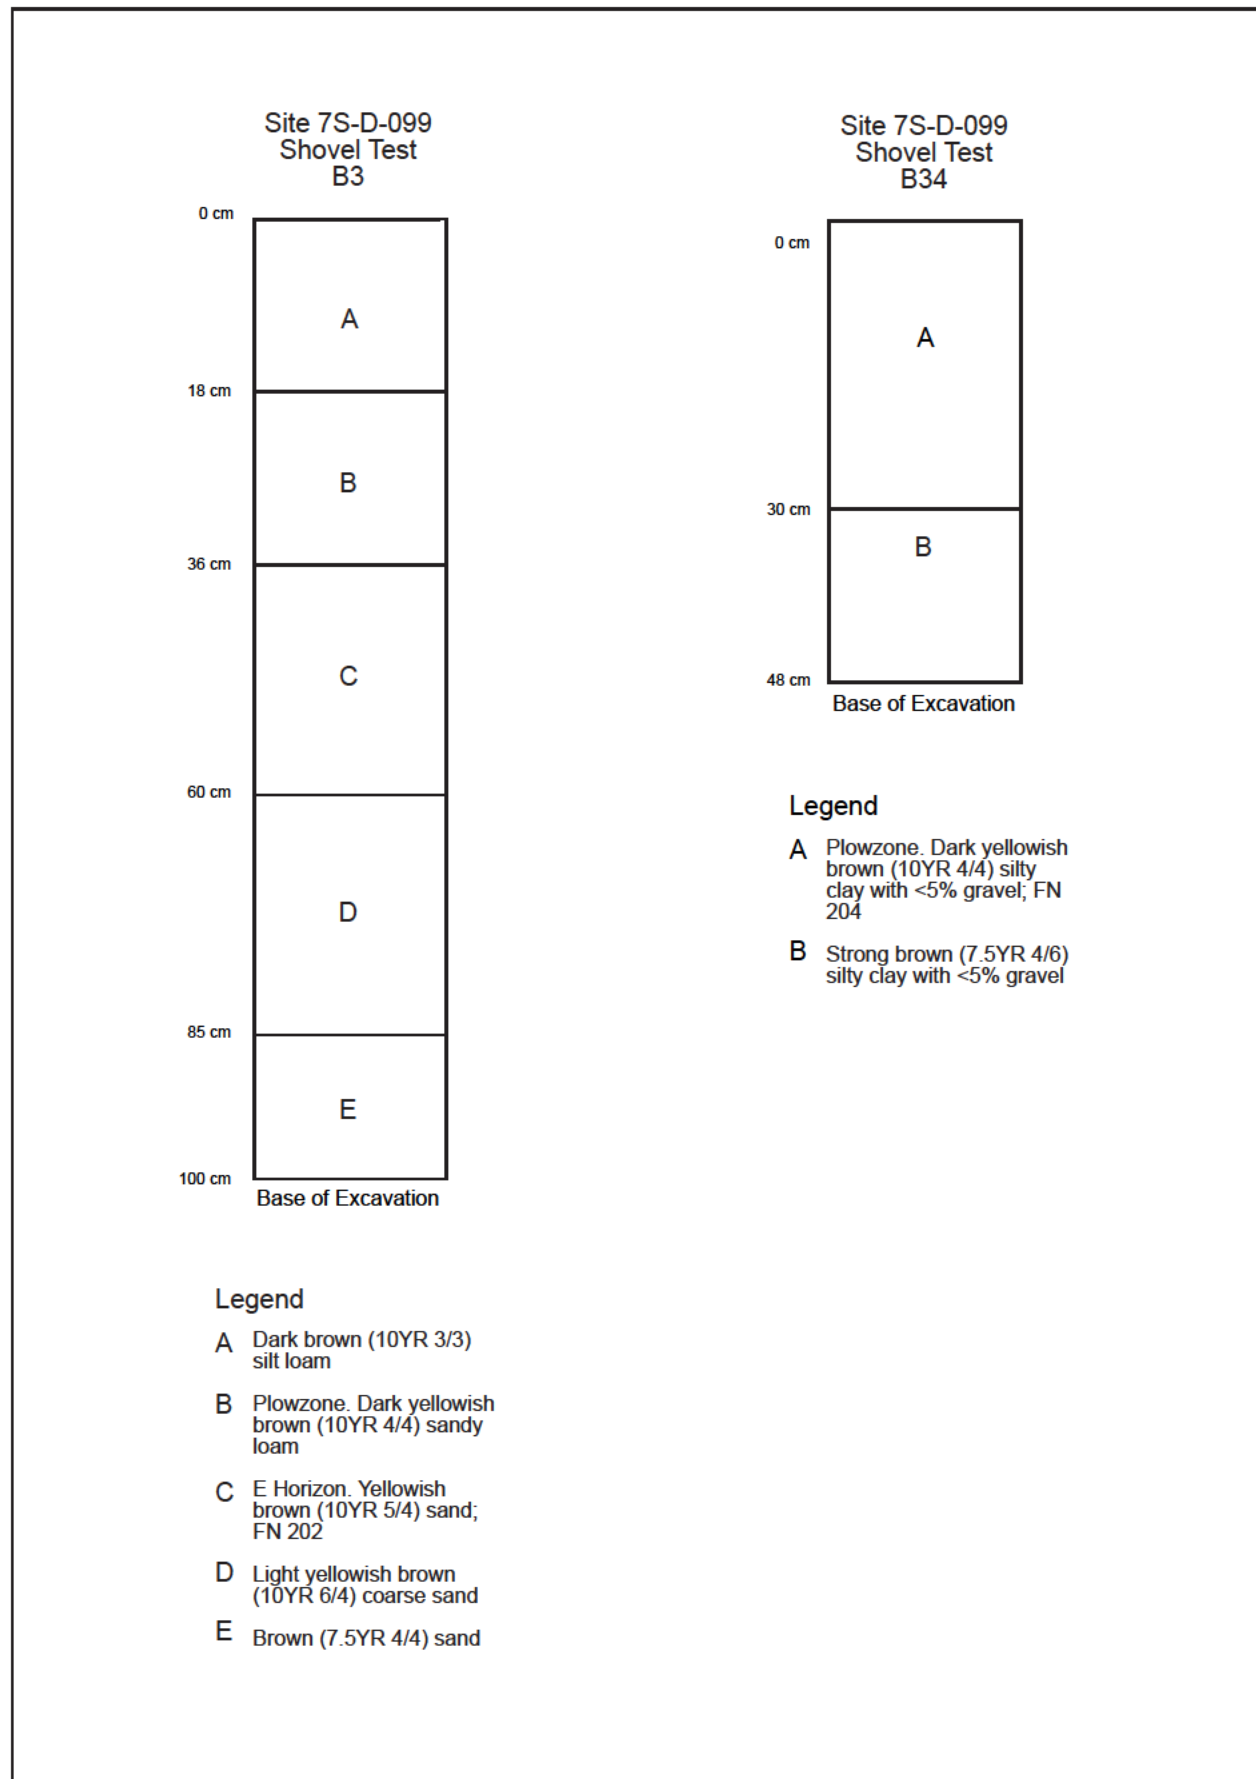 Site 7S-D-099
Shovel Test
B3
0 cm
A
18 cm
B
36 cm
C
60 cm
D
85 cm
E
100 cm
Base of Excavation
Legend
A Dark brown (10YR 3/3)
silt loam
B Plowzone. Dark yellowish
brown (10YR 4/4) sandy
loam
C E Horizon. Yellowish
brown (10YR 5/4) sand;
FN 202
D Light yellowish brown
(10YR 6/4) coarse sand
E Brown (7.5YR 4/4) sand
Site 7S-D-099
Shovel Test
B34
0 cm
A
30 cm
B
48 cm
Base of Excavation
Legend
A Plowzone. Dark yellowish
brown (10YR 4/4) silty
clay with <5% gravel; FN
204
B Strong brown (7.5YR 4/6)
silty clay with <5% gravel